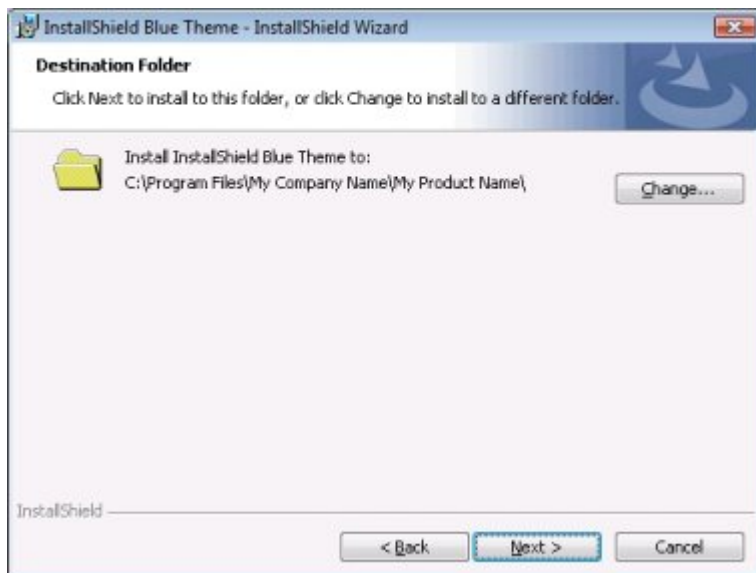 InstallShield Blue Theme - InstallShield Wizard
Destination Folder
Click Next to install to this folder, or click Change to install to a different folder.
Install InstallShield Blue Theme to:
C:\Program Files\My Company Name\My Product Name\
Change...
InstallShield
< Back
Next >
Cancel